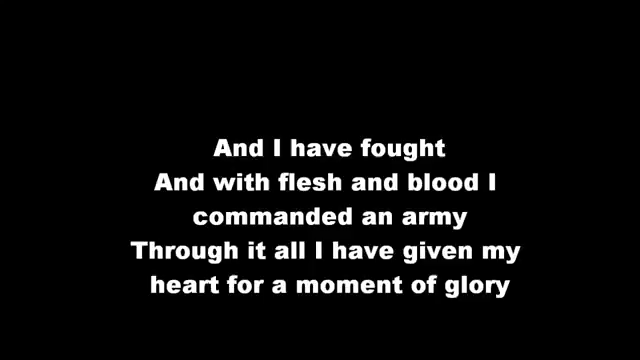 And I have fought
And with flesh and blood I
commanded an army
Through it all I have given my
heart for a moment of glory